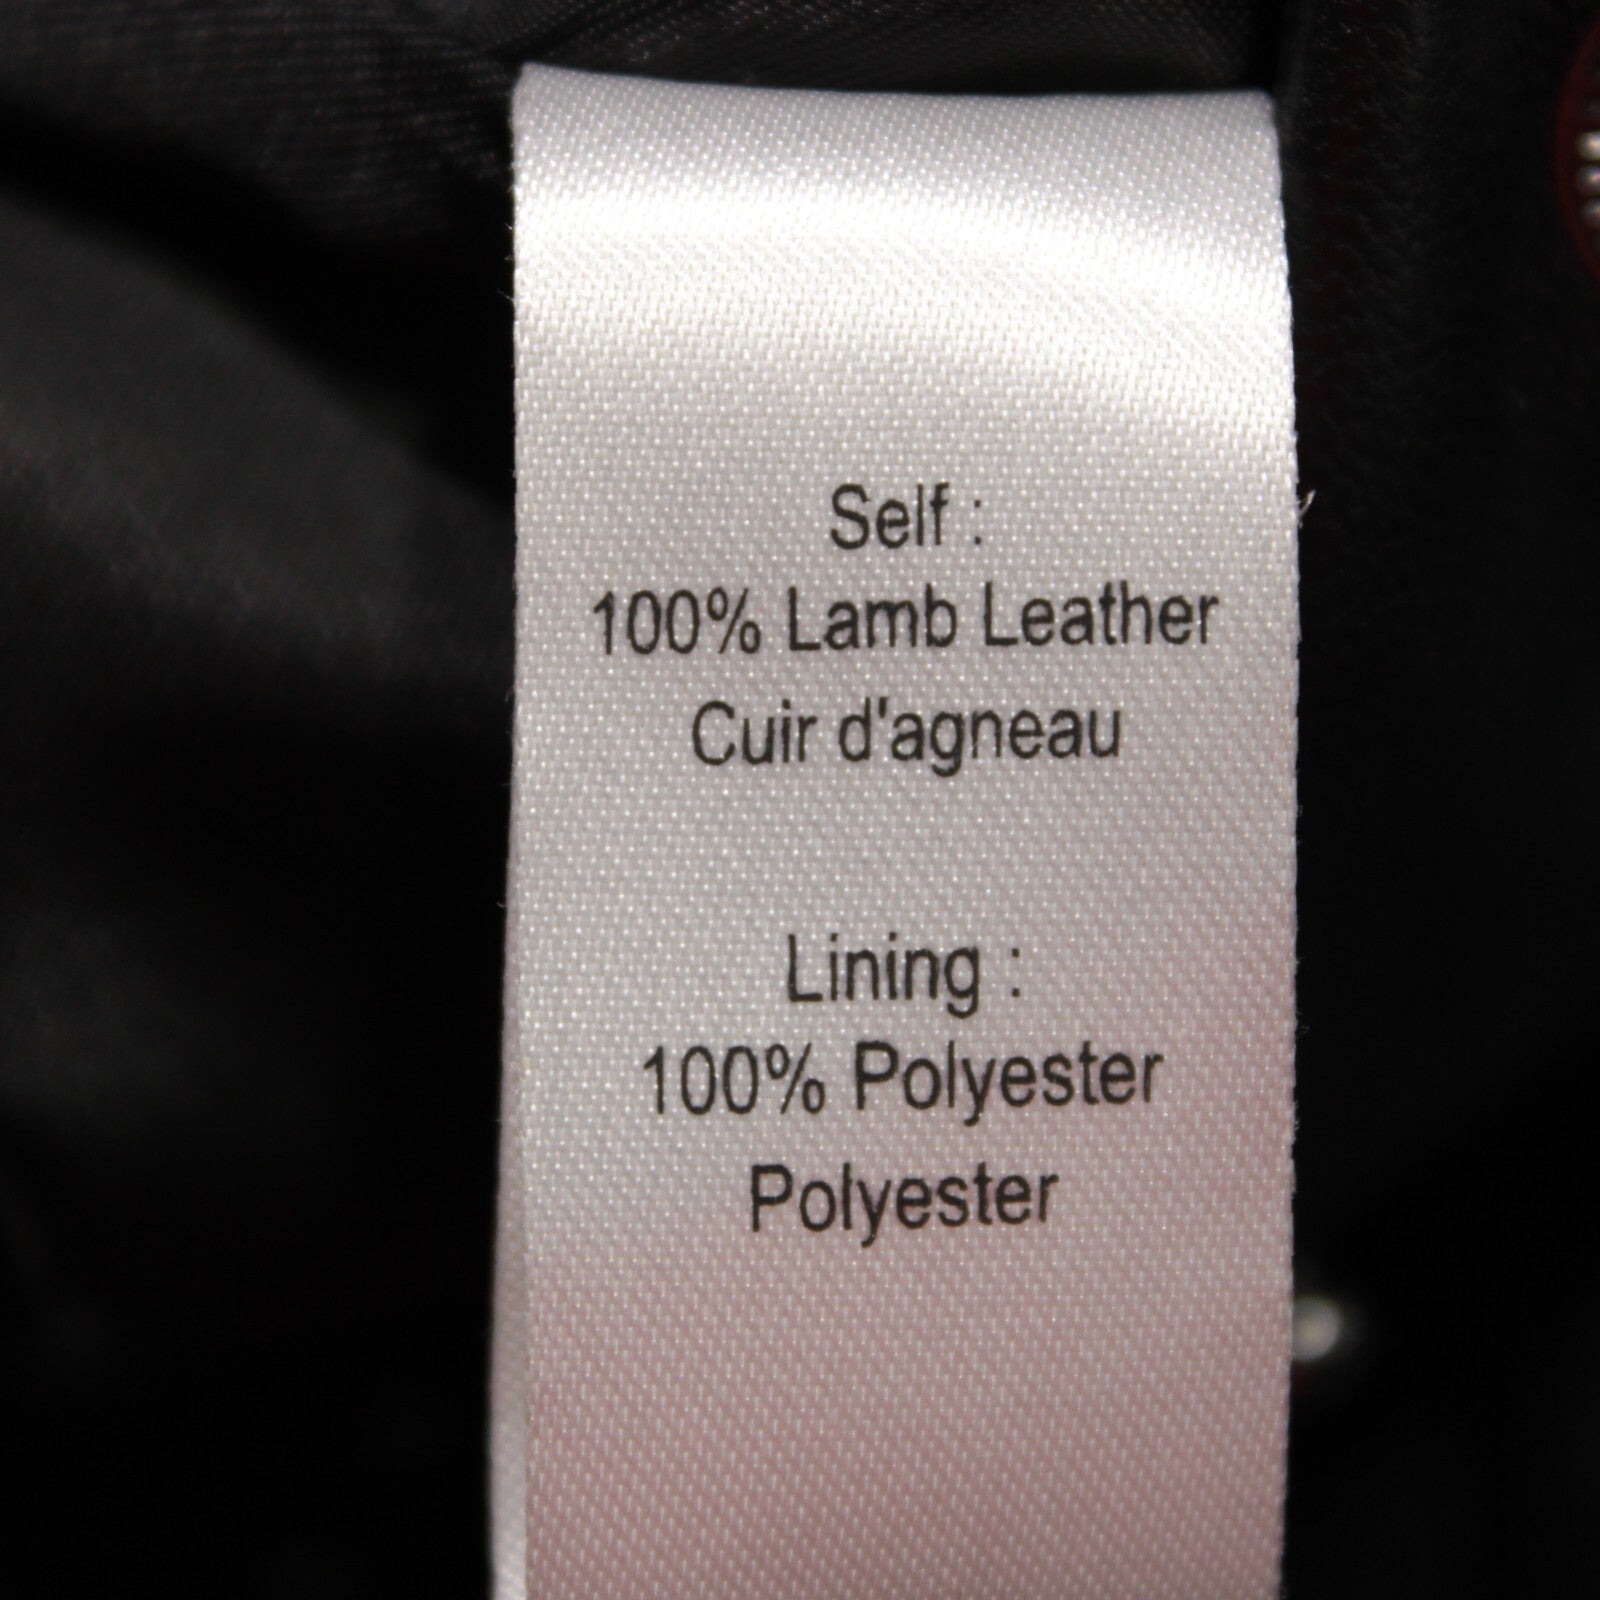 Self :
100% Lamb Leather
Cuir d'agneau
Lining :
100% Polyester
Polyester